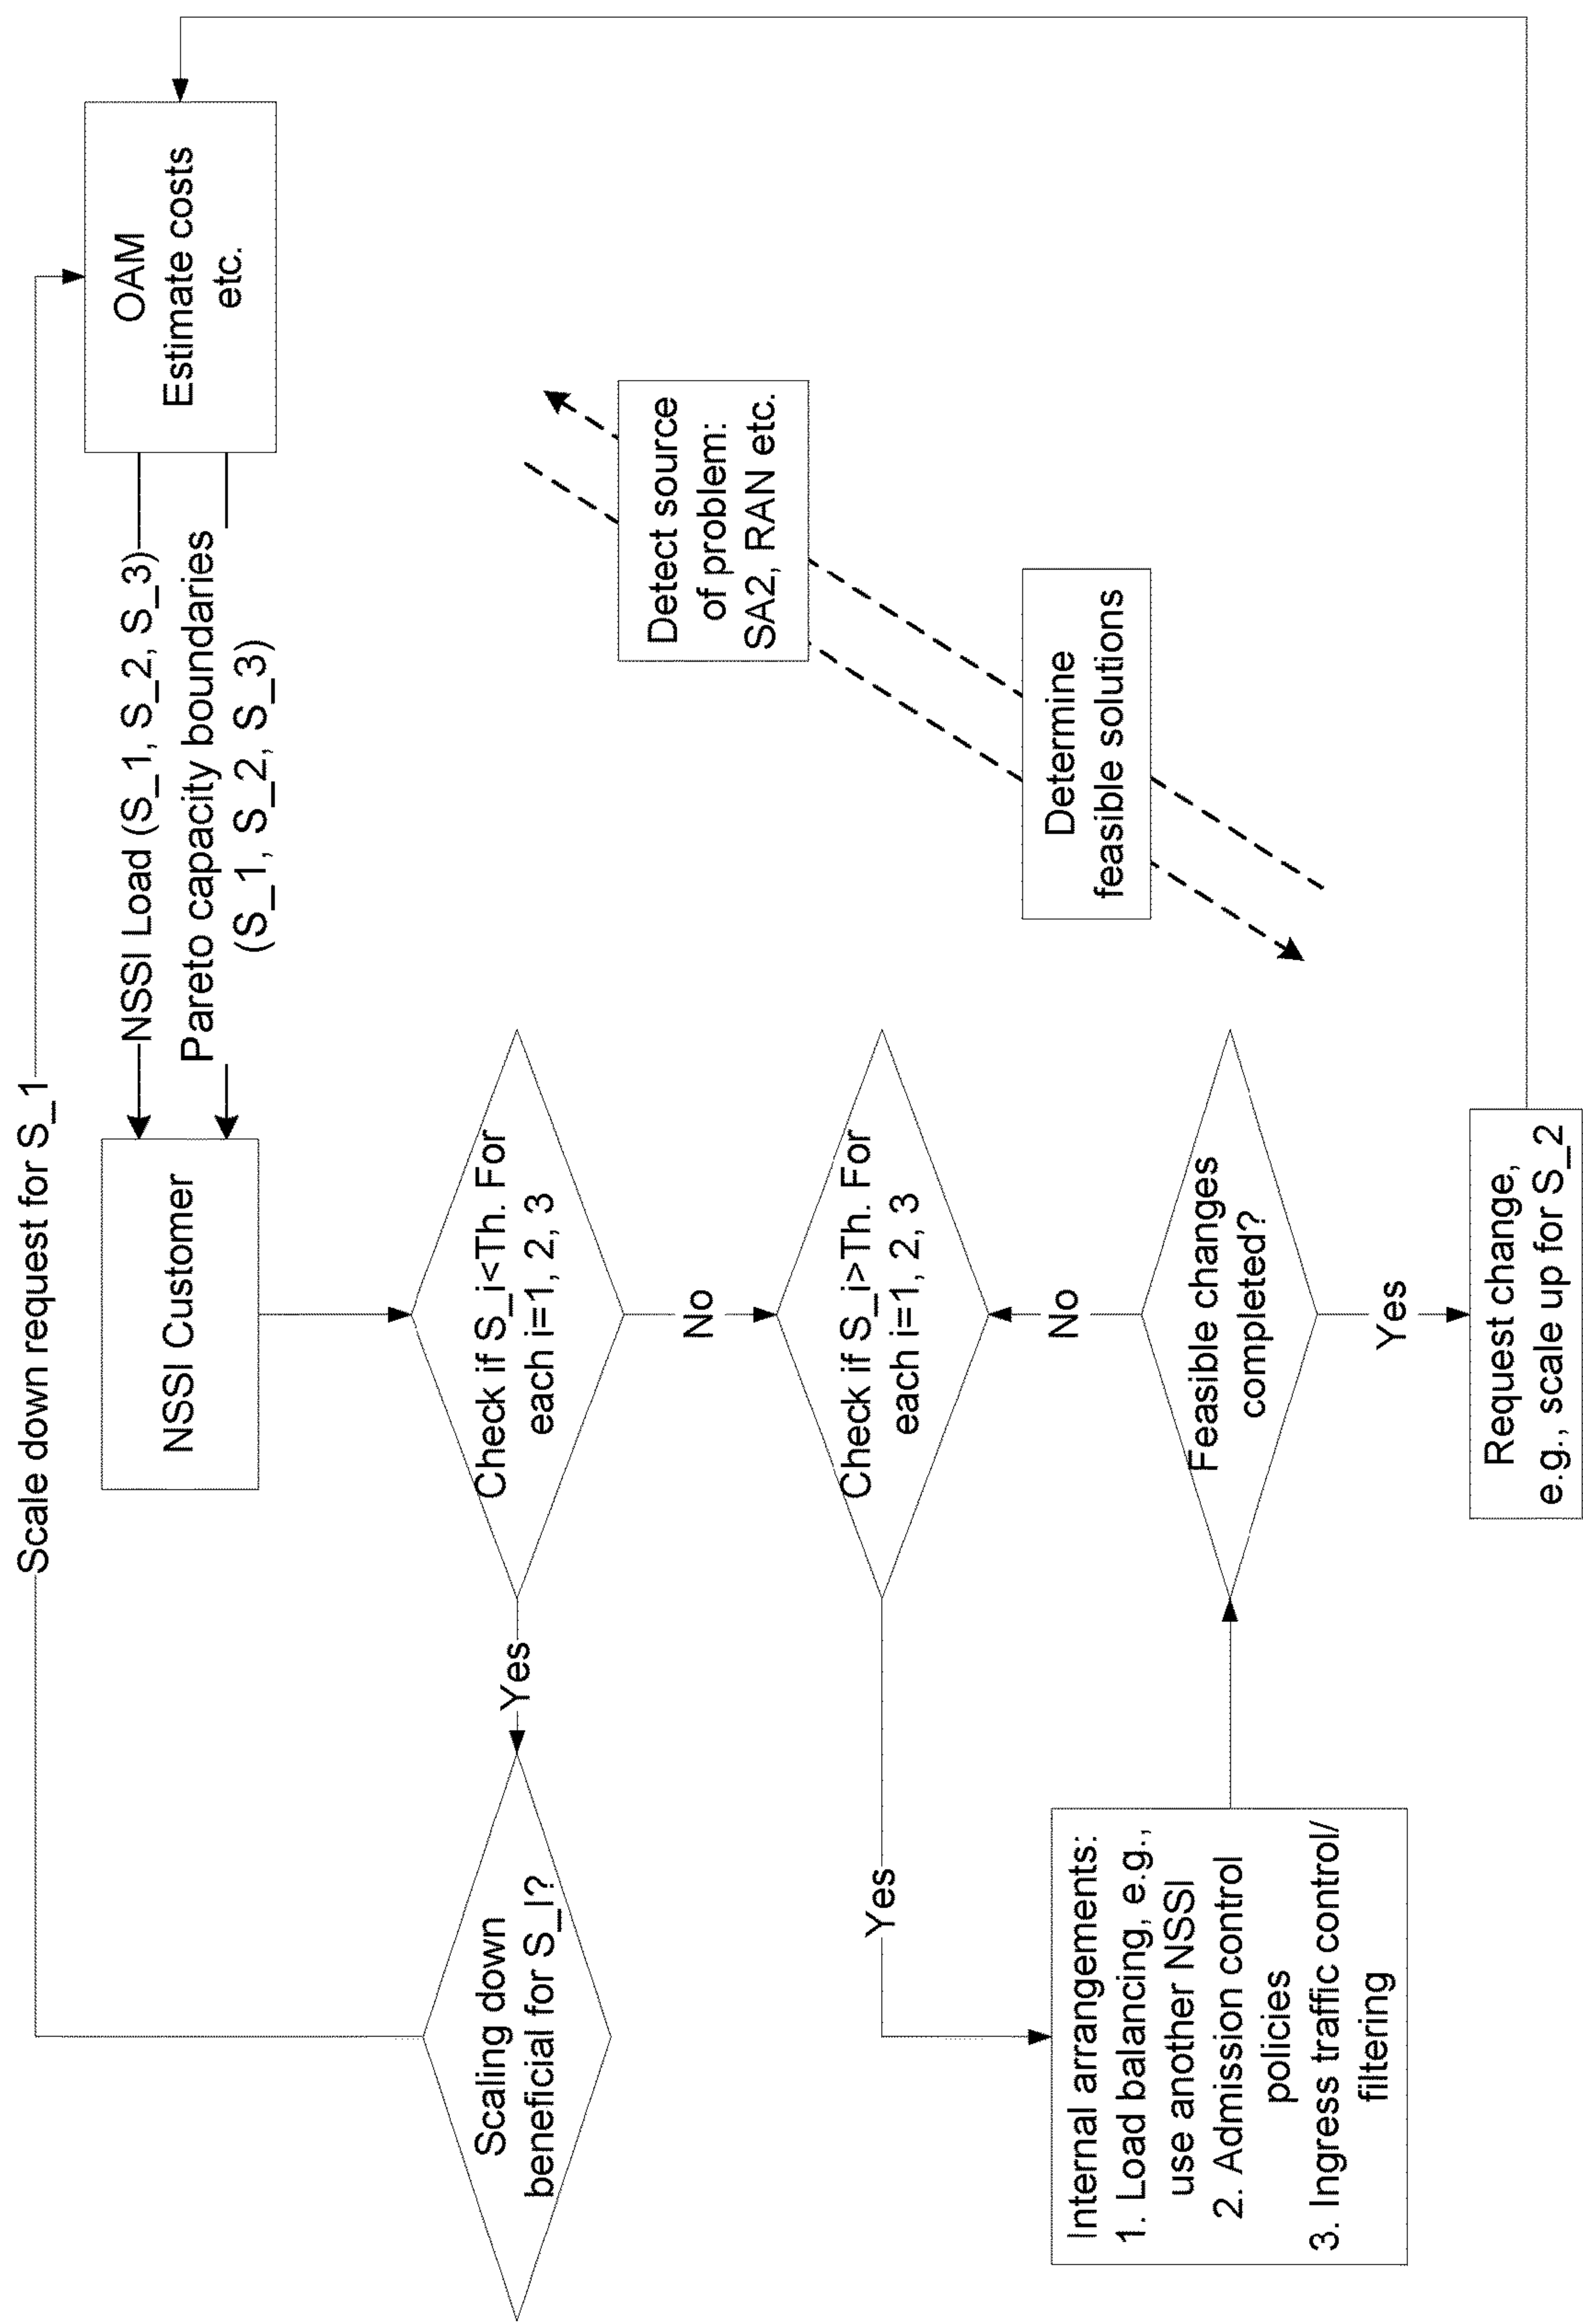 Scale down request for S_1
OAM
Estimate costs
etc.
NSSI Load (S_1, S_2, S_3)
Pareto capacity boundaries
(S_1, S_2, S_3)
NSSI Customer
Scaling down
beneficial for S_I?
Yes
Check if S_i<Th. For
each i=1, 2, 3
No
Detect source
of problem:
SA2, RAN etc.
Yes
Check if S_i>Th. For
each i=1, 2, 3
No
Determine
feasible solutions
Internal arrangements:
1. Load balancing, e.g.,
use another NSSI
2. Admission control
policies
3. Ingress traffic control/
filtering
Feasible changes
completed?
Yes
Request change,
e.g., scale up for S_2